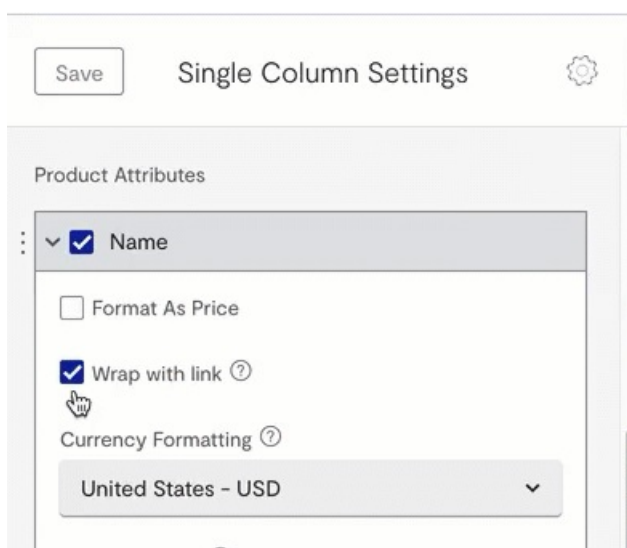 Save Single Column Settings
Product Attributes
Name
Format As Price
Wrap with link ?
Currency Formatting ?
United States - USD